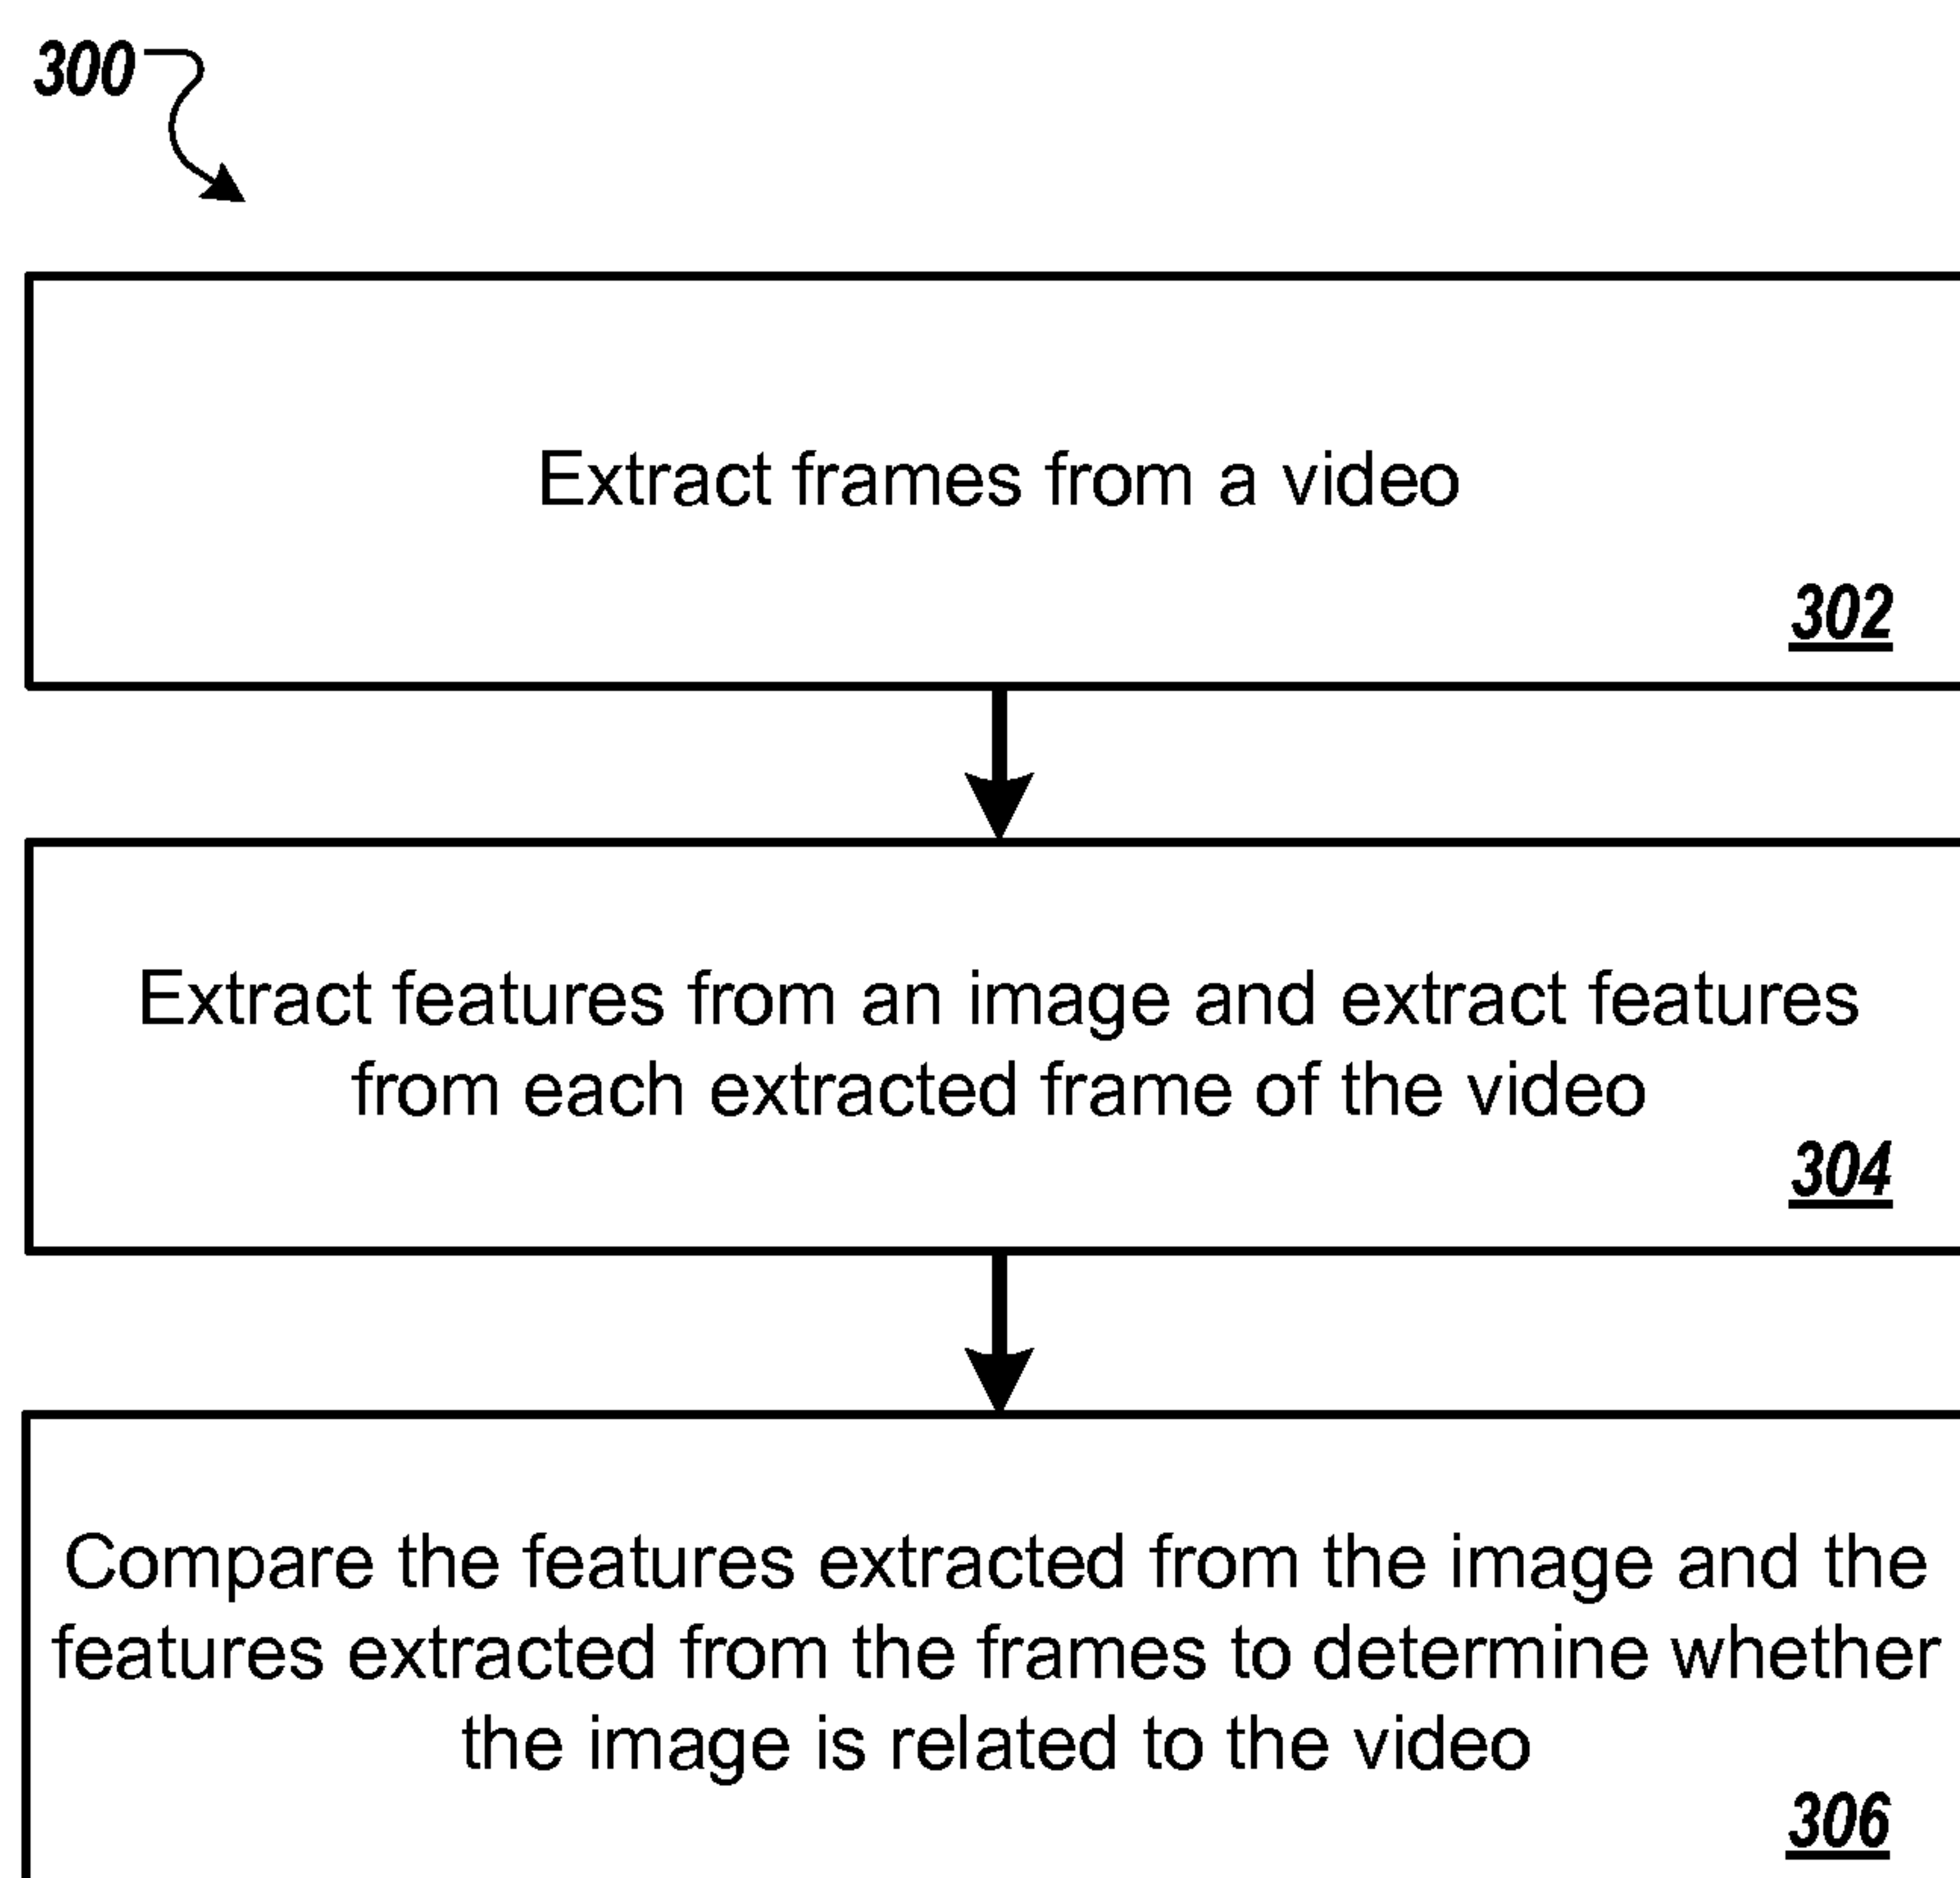 300
Extract frames from a video
302
Extract features from an image and extract features
from each extracted frame of the video
304
Compare the features extracted from the image and the
features extracted from the frames to determine whether
the image is related to the video
306